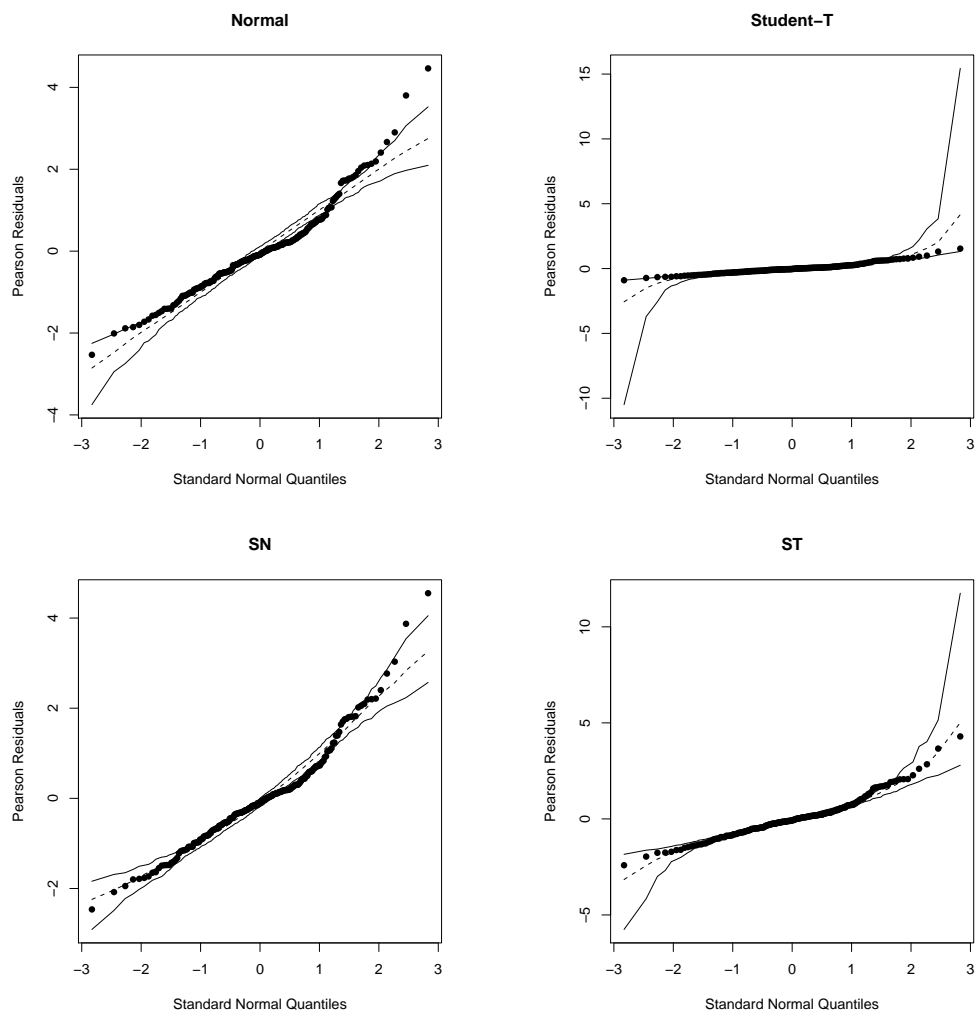 Normal
Pearson Residuals
4
2
0
−2
−4
−3 −2 −1 0 1 2 3
Standard Normal Quantiles
Student−T
Pearson Residuals
15
10
5
0
−5
−10
−3 −2 −1 0 1 2 3
Standard Normal Quantiles
SN
Pearson Residuals
4
2
0
−2
−3 −2 −1 0 1 2 3
Standard Normal Quantiles
ST
Pearson Residuals
10
5
0
−5
−3 −2 −1 0 1 2 3
Standard Normal Quantiles